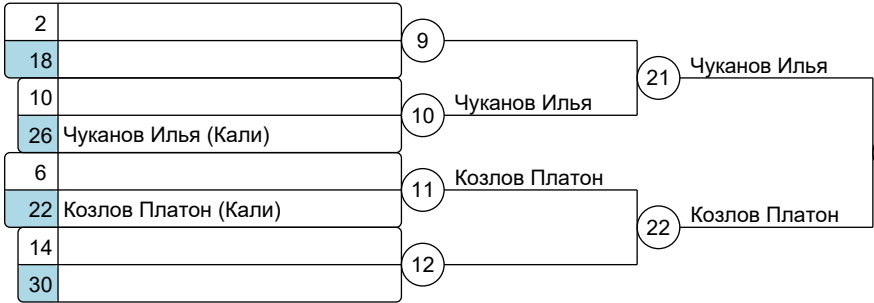 2
9
18
21 Чуканов Илья
10
10 Чуканов Илья
26 Чуканов Илья (Кали)
6
11 Козлов Платон
22 Козлов Платон (Кали)
22 Козлов Платон
14
12
30